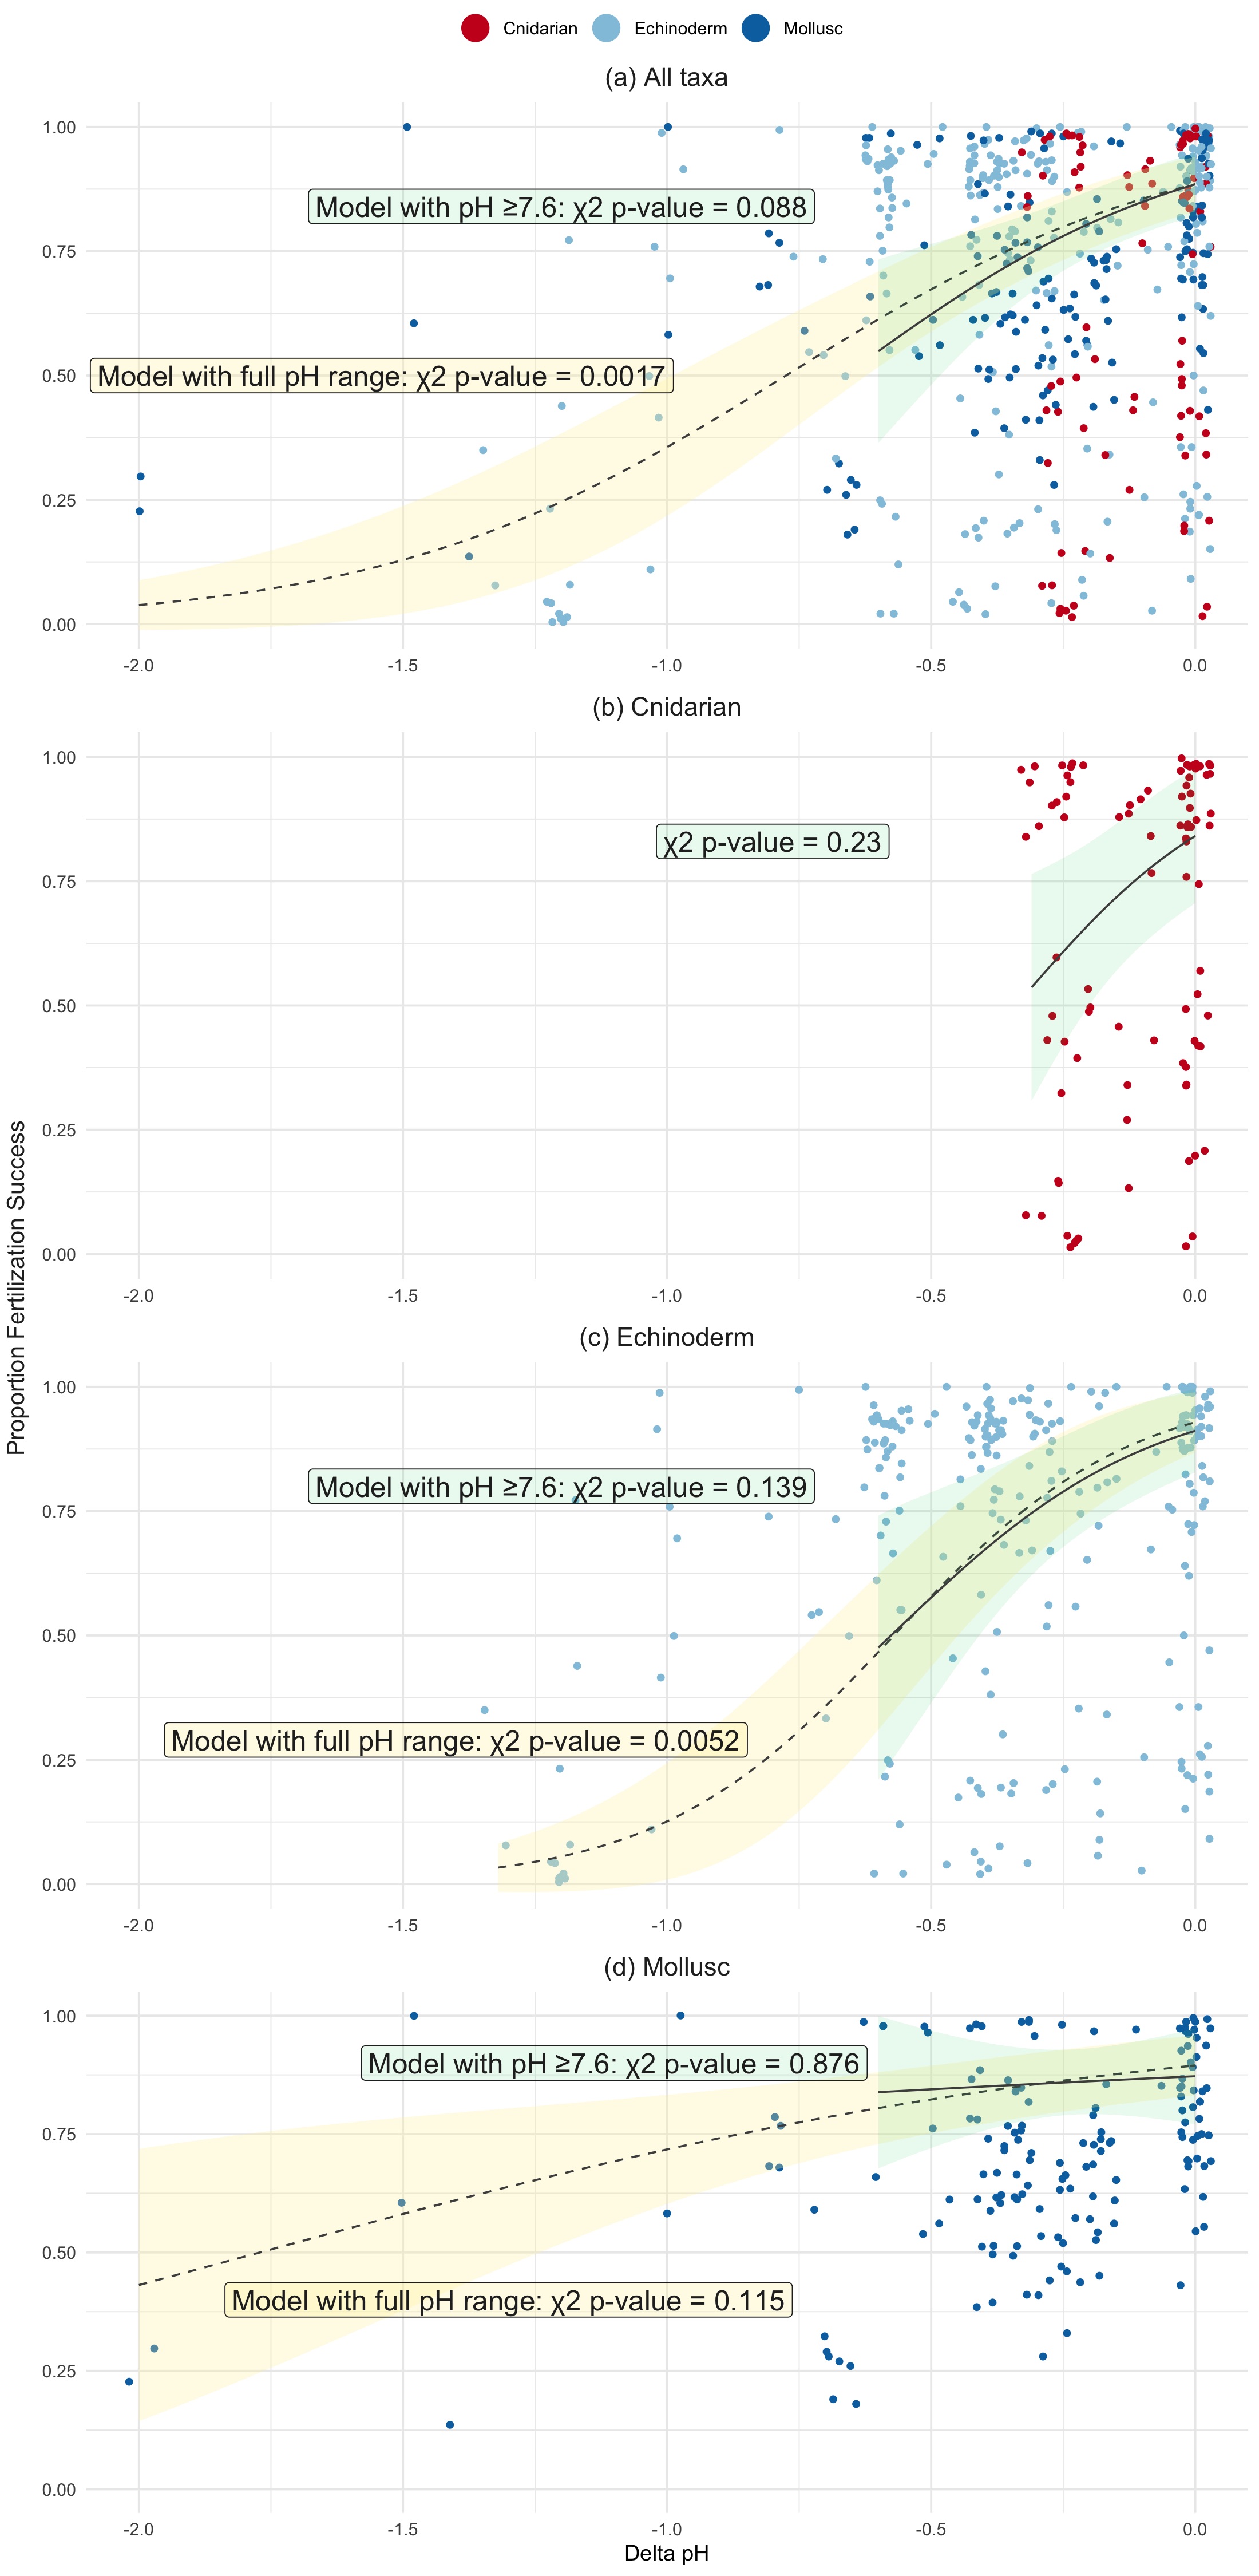 Cnidarian Echinoderm Mollusc
(a) All taxa
1.00
Model with pH ≥7.6: χ2 p-value = 0.088
0.75
Model with full pH range: χ2 p-value = 0.0017
0.50
0.25
0.00
-2.0 -1.5 -1.0 -0.5 0.0
(b) Cnidarian
1.00
χ2 p-value = 0.23
0.75
0.50
0.25
0.00
-2.0 -1.5 -1.0 -0.5 0.0
Proportion Fertilization Success
(c) Echinoderm
1.00
Model with pH ≥7.6: χ2 p-value = 0.139
0.75
0.50
Model with full pH range: χ2 p-value = 0.0052
0.25
0.00
-2.0 -1.5 -1.0 -0.5 0.0
(d) Mollusc
1.00
Model with pH ≥7.6: χ2 p-value = 0.876
0.75
0.50
Model with full pH range: χ2 p-value = 0.115
0.25
0.00
-2.0 -1.5 -1.0 -0.5 0.0
Delta pH